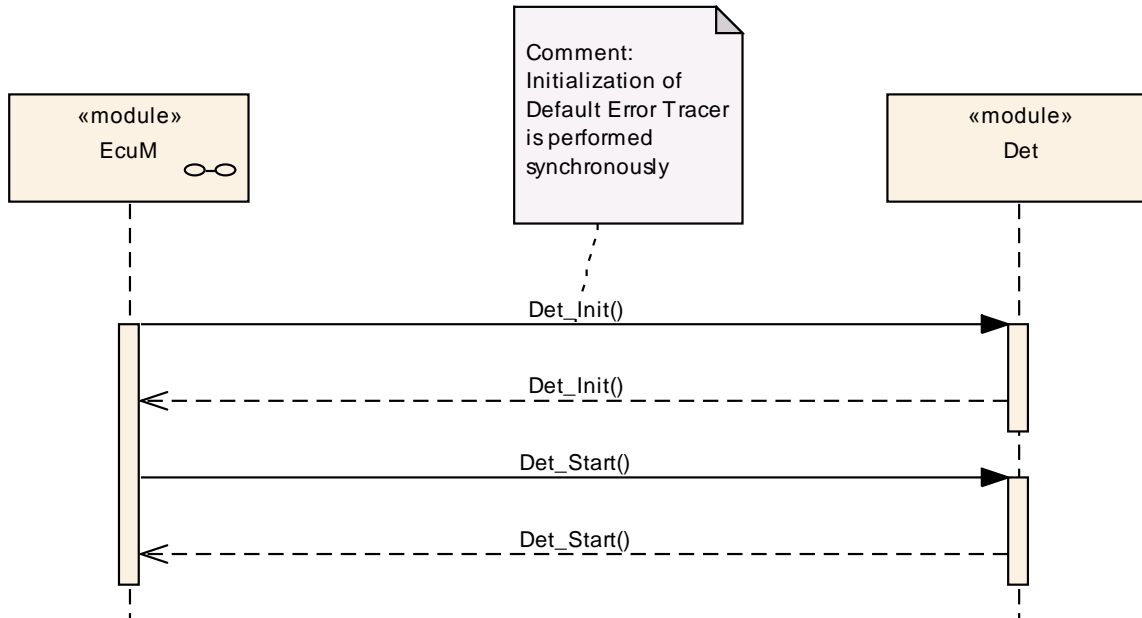 Comment:
Initialization of
Default Error Tracer
is performed
synchronously
«module»
EcuM
«module»
Det
Det_Init()
Det_Init()
Det_Start()
Det_Start()